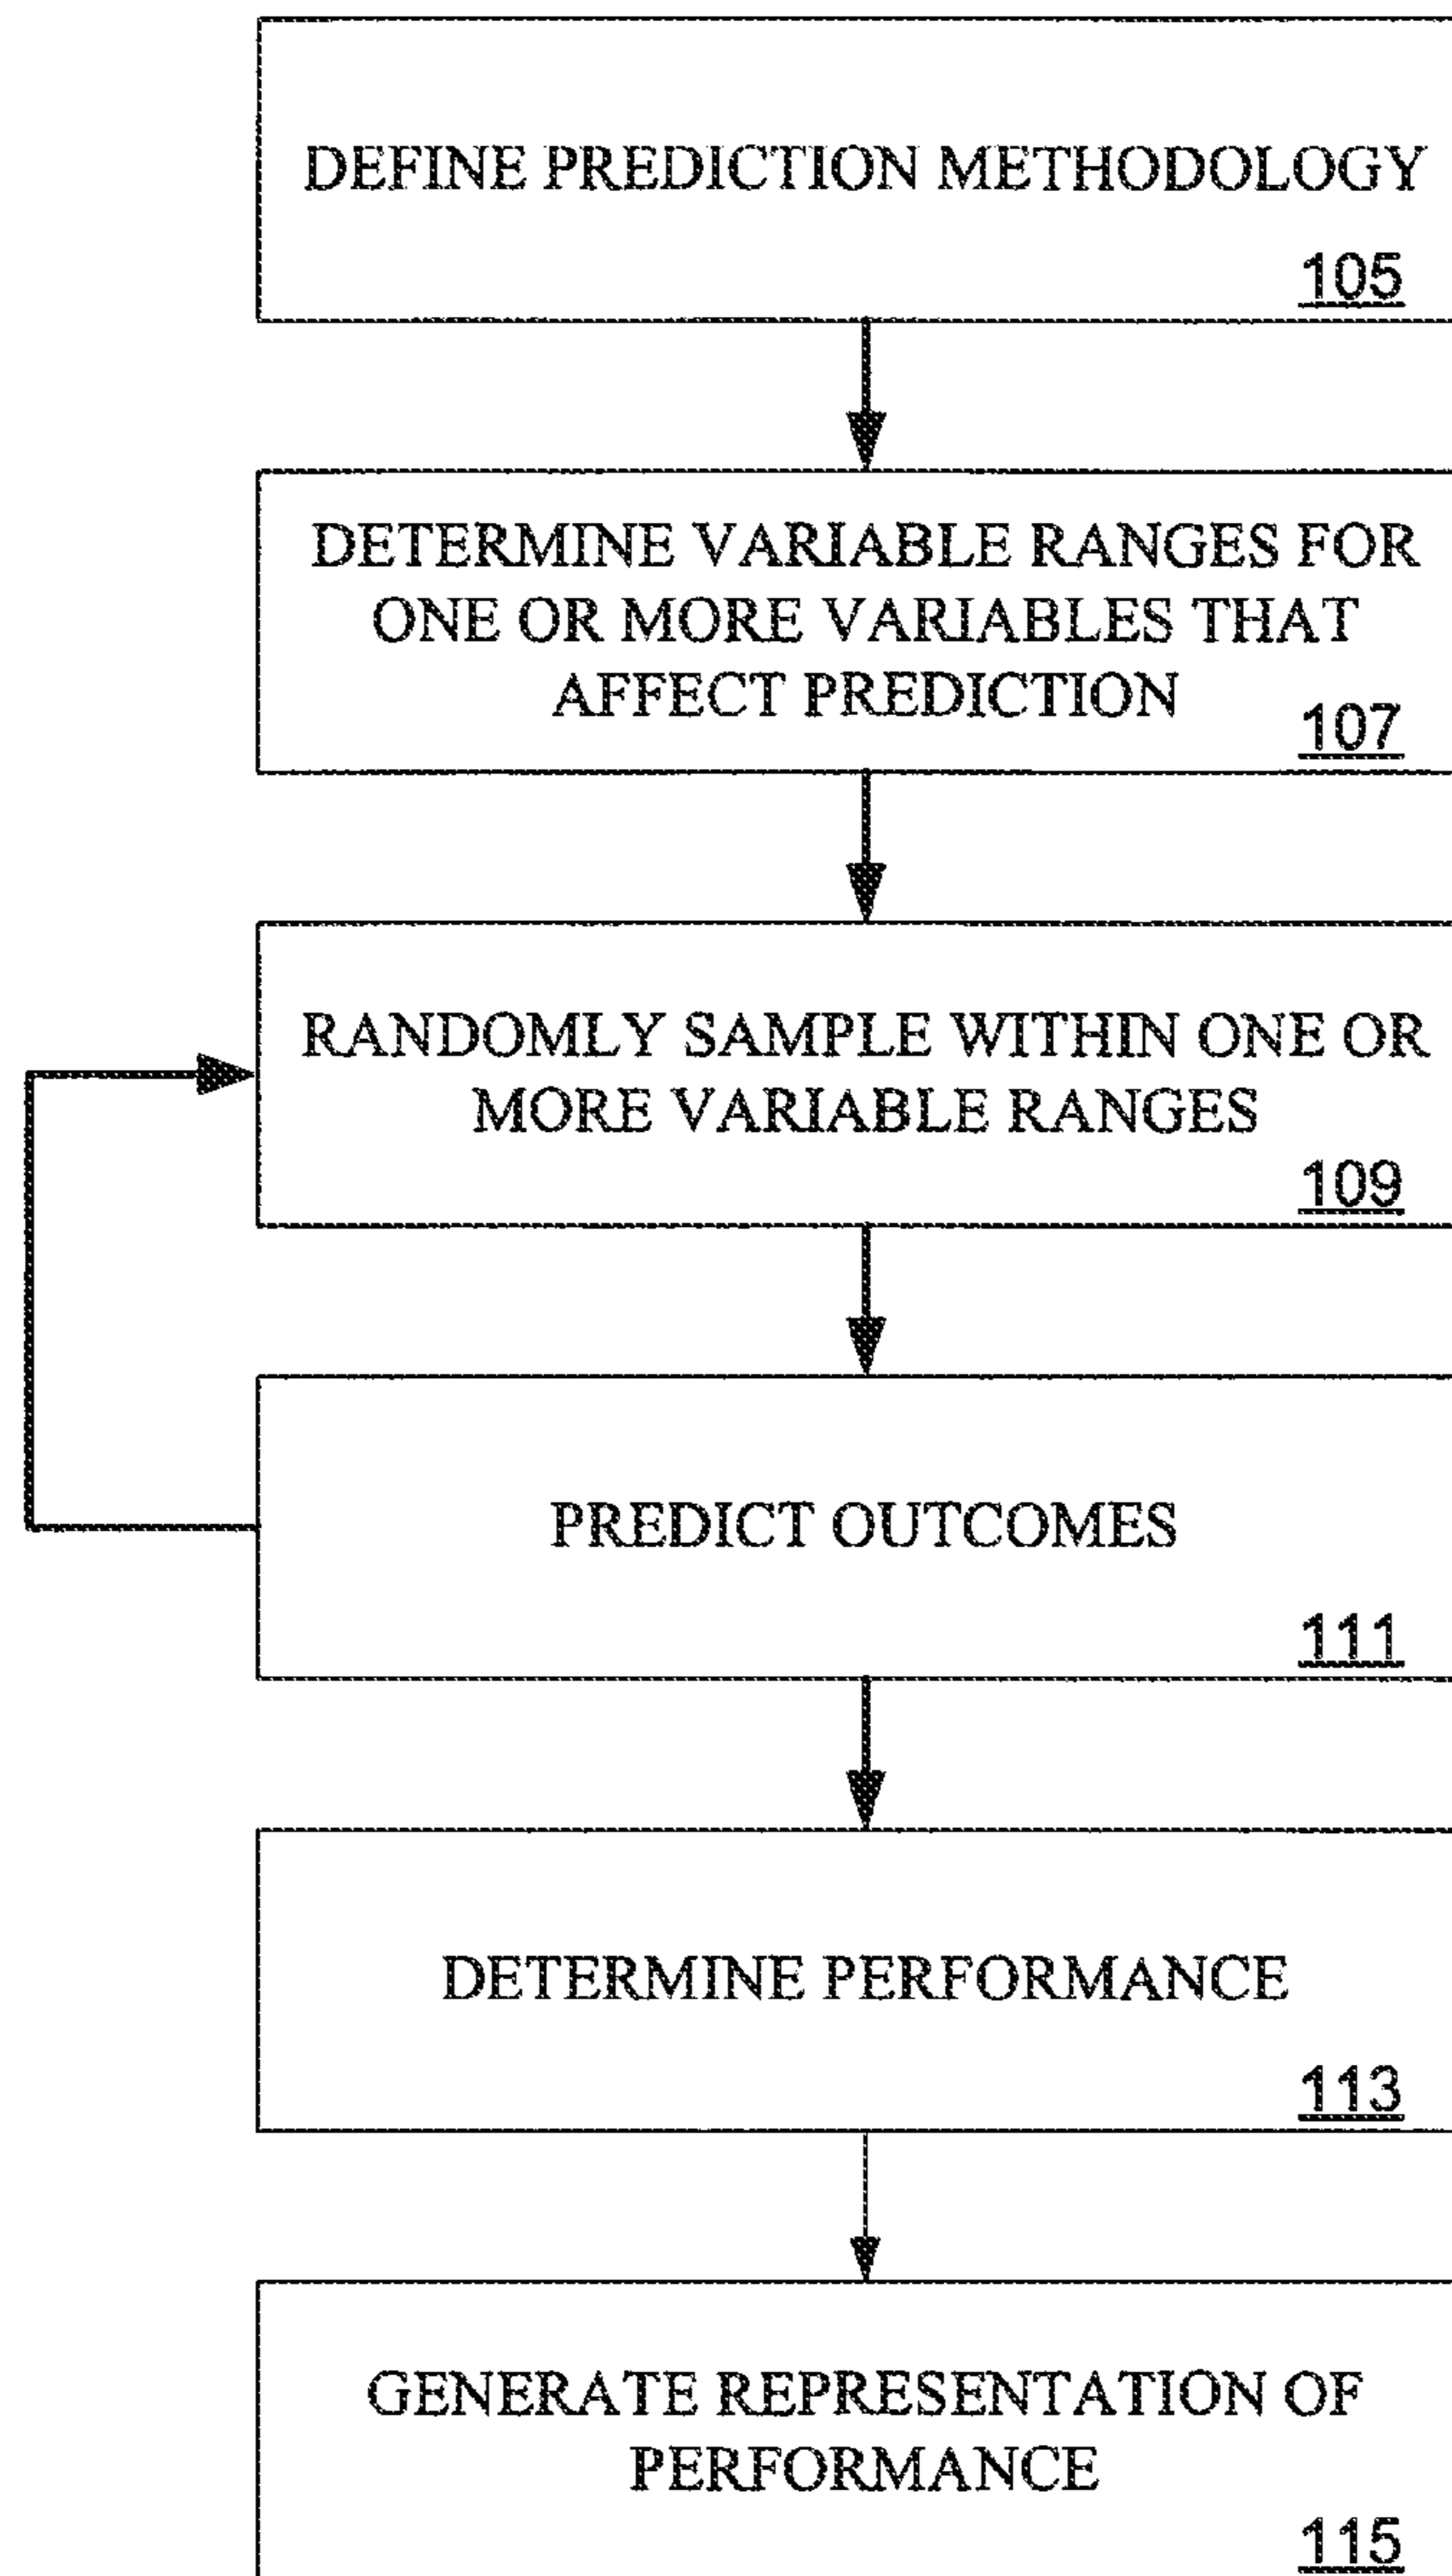 DEFINE PREDICTION METHODOLOGY
105
DETERMINE VARIABLE RANGES FOR
ONE OR MORE VARIABLES THAT
AFFECT PREDICTION
107
RANDOMLY SAMPLE WITHIN ONE OR
MORE VARIABLE RANGES
109
PREDICT OUTCOMES
111
DETERMINE PERFORMANCE
113
GENERATE REPRESENTATION OF
PERFORMANCE
115